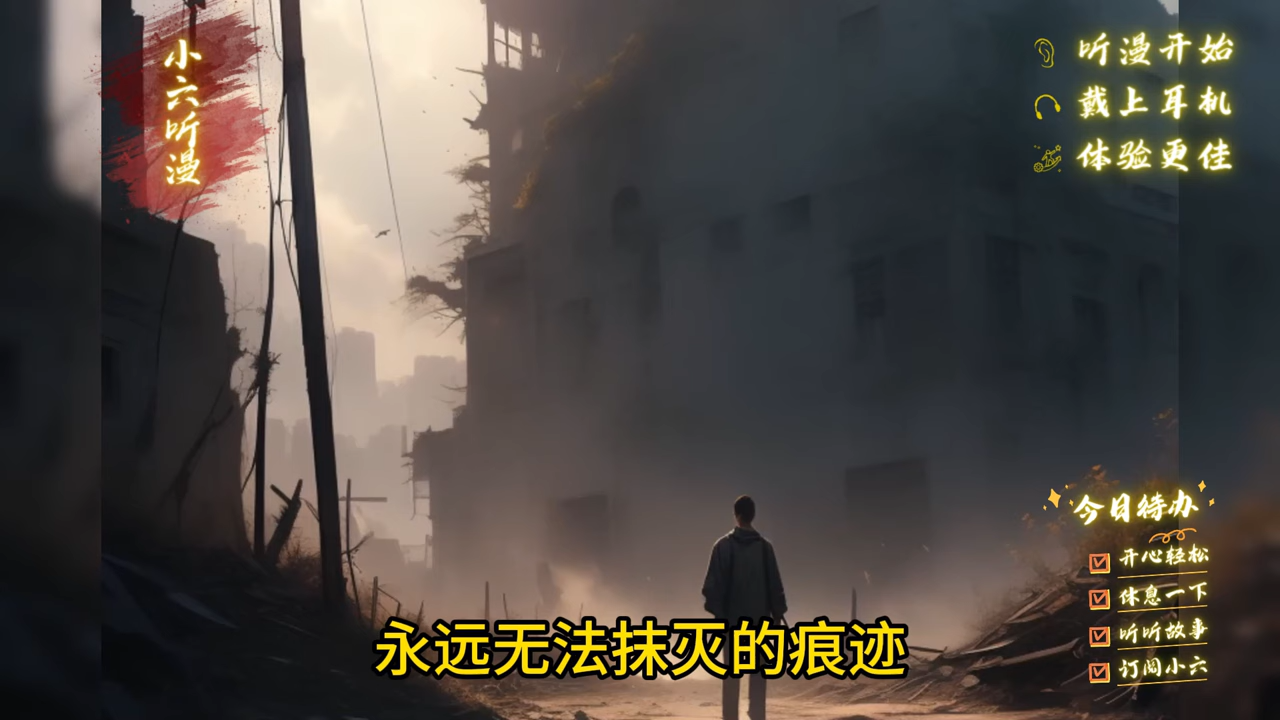 小六听漫
听漫开始
戴上耳机
体验更佳
今日待办
开心轻松
休息一下
听听故事
订阅小六
永远无法抹灭的痕迹